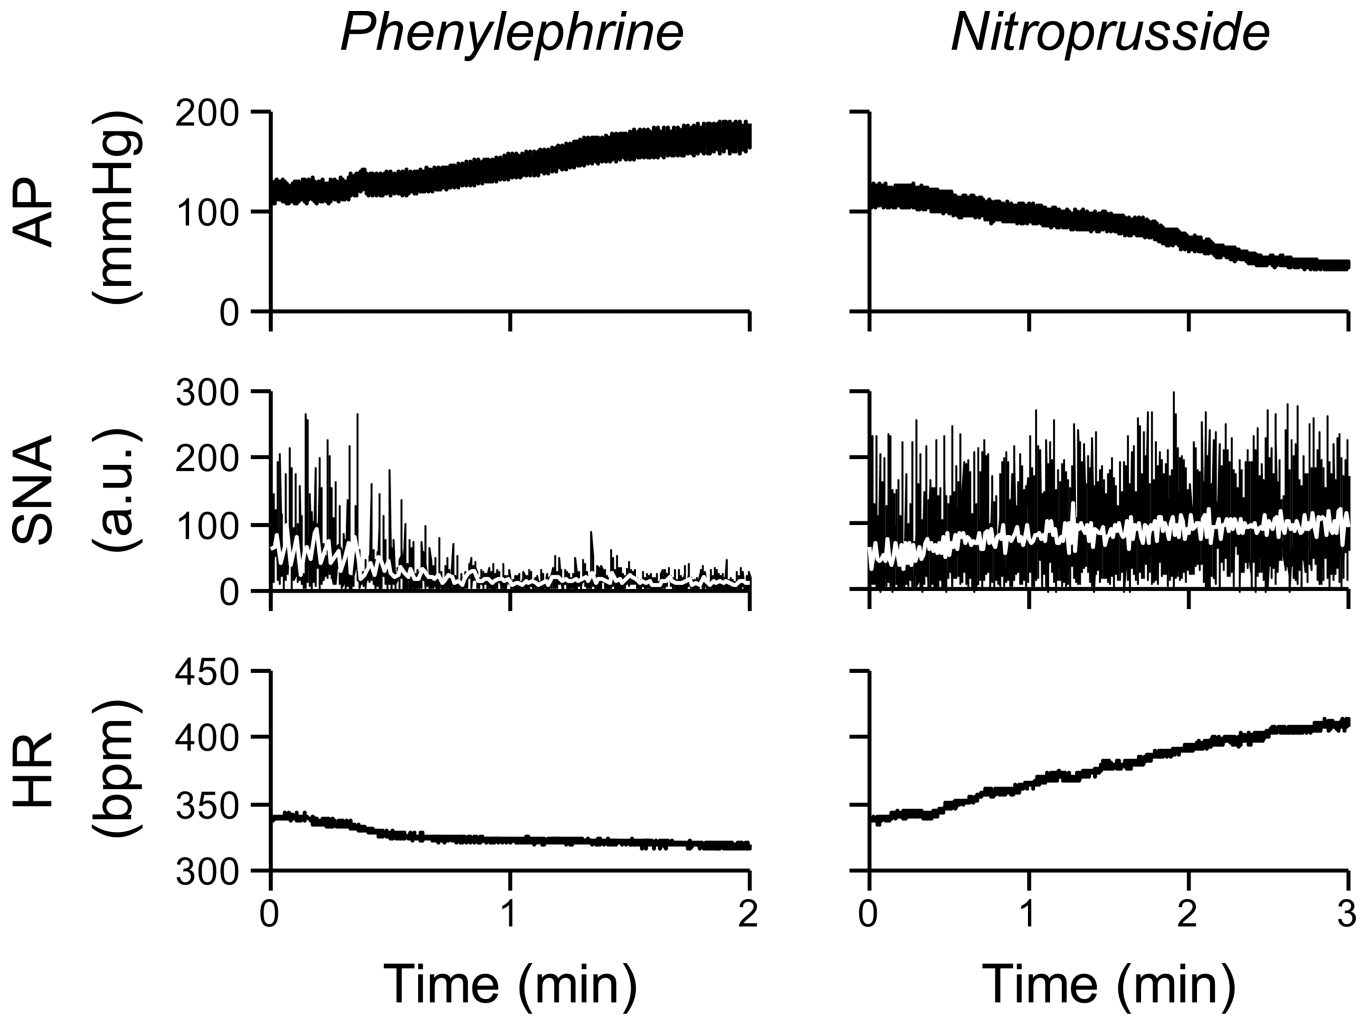 Phenylephrine
Nitroprusside
AP
(mmHg)
200
100
0
SNA
(a.u.)
300
200
100
0
HR
(bpm)
450
400
350
300
0 1 2
0 1 2 3
Time (min)
Time (min)